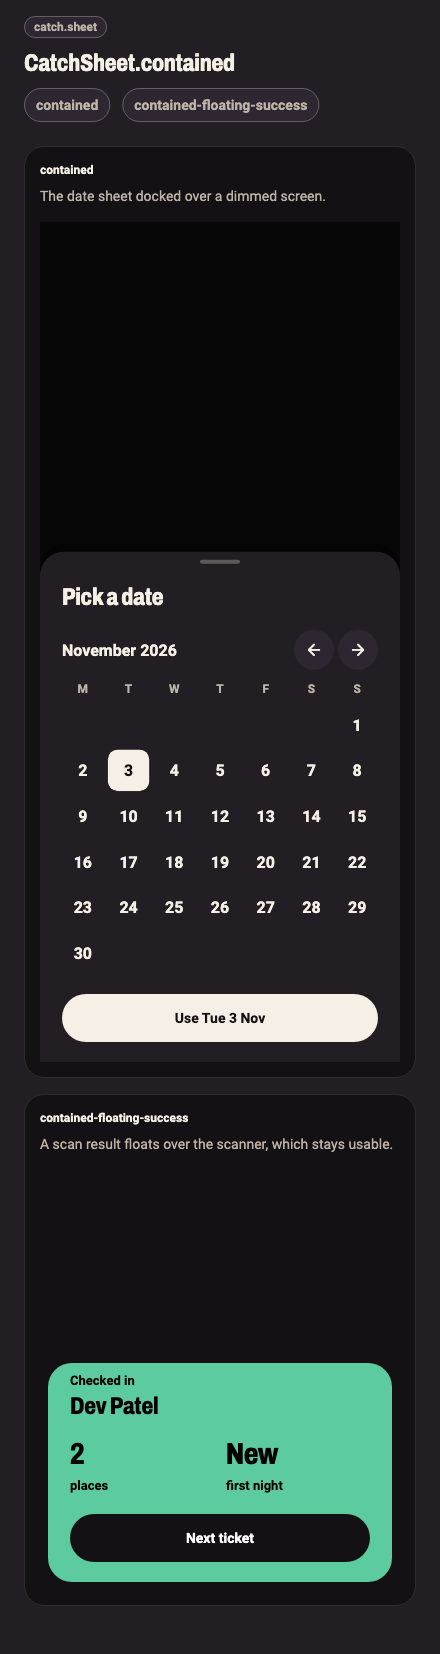 catch.sheet
CatchSheet.contained
contained contained-floating-success
contained
The date sheet docked over a dimmed screen.
Pick a date
November 2026
M T W T F S S
1
2 3 4 5 6 7 8
9 10 11 12 13 14 15
16 17 18 19 20 21 22
23 24 25 26 27 28 29
30
Use Tue 3 Nov
contained-floating-success
A scan result floats over the scanner, which stays usable.
Checked in
Dev Patel
2 New
places first night
Next ticket